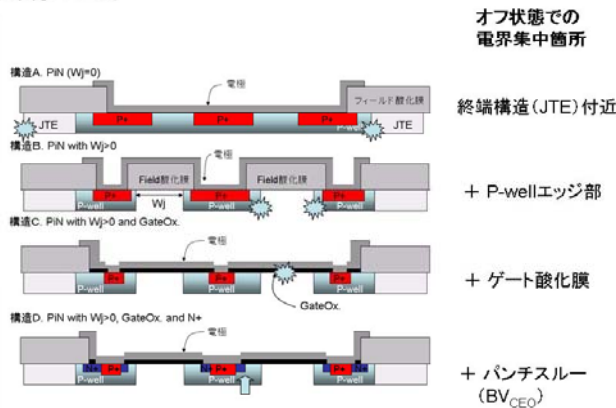 オフ状態での
電界集中箇所
構造A. PiN (Wj=0)
電極
フィールド酸化膜
P+ P+ P+
P-well
JTE JTE
終端構造(JTE)付近
構造B. PiN with Wj>0
電極
Field酸化膜 Field酸化膜
P+ Wj P+ P+
P-well P-well P-well
+ P-wellエッジ部
構造C. PiN with Wj>0 and GateOx.
電極
P+ P+ P+
P-well P-well P-well
GateOx.
+ ゲート酸化膜
構造D. PiN with Wj>0, GateOx. and N+
電極
N+ P+ N+ P+ P+ N+
P-well P-well P-well
+ パンチスルー
(BVCEO)